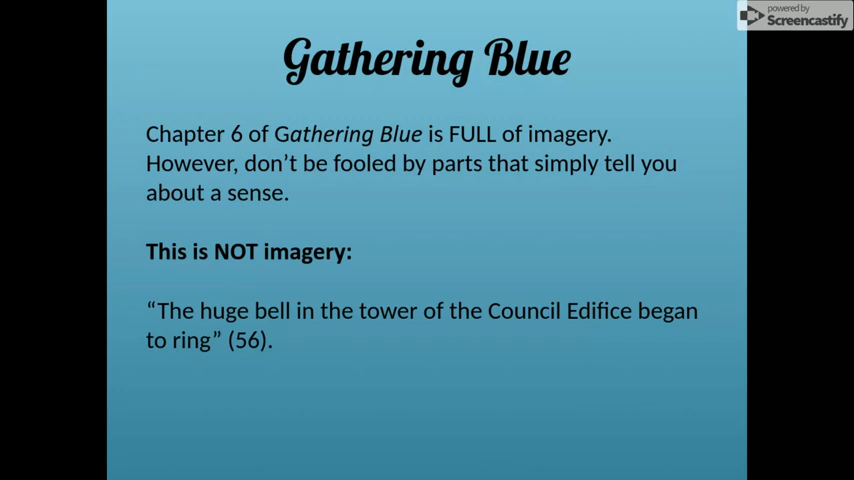 powered by
Screencastify
Gathering Blue
Chapter 6 of Gathering Blue is FULL of imagery.
However, don’t be fooled by parts that simply tell you
about a sense.
This is NOT imagery:
“The huge bell in the tower of the Council Edifice began
to ring” (56).